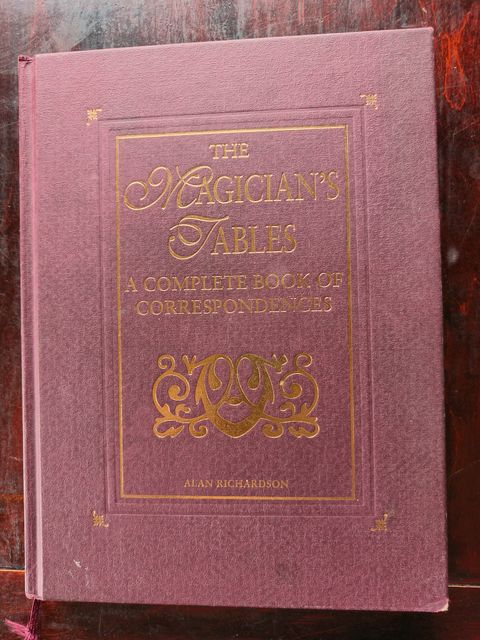 THE
MAGICIAN'S
TABLES
A COMPLETE BOOK OF
CORRESPONDENCES
ALAN RICHARDSON